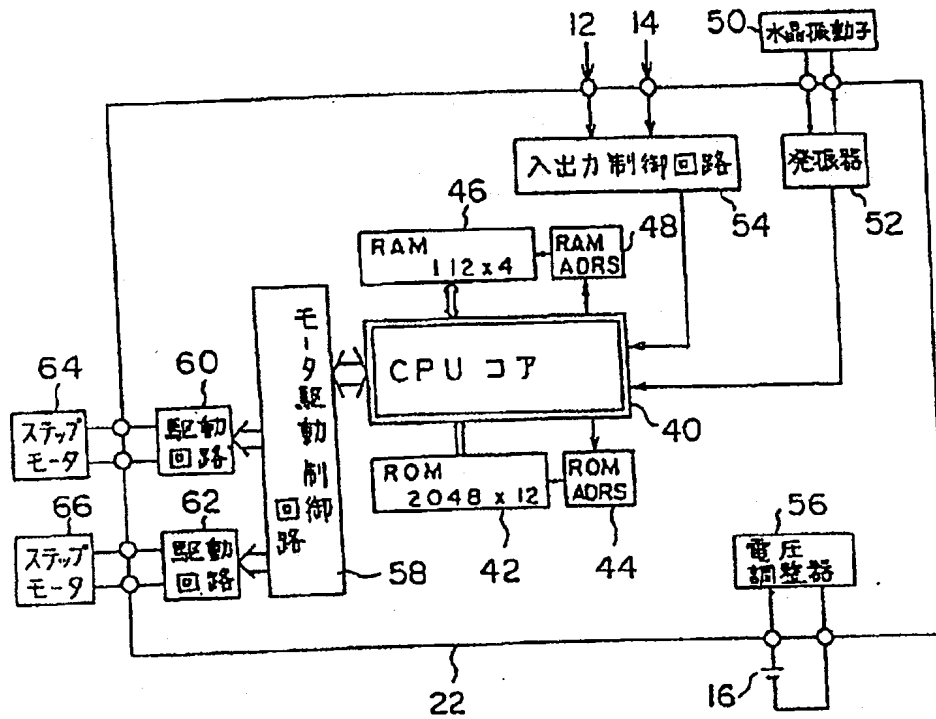 12
14
50
水晶振動子
入出力制御回路
54
発振器
52
46
RAM
112×4
48
RAM
ADRS
モータ駆動制御
回路
58
CPUコア
40
64
ステップ
モータ
60
駆動
回路
66
ステップ
モータ
62
駆動
回路
ROM
2048×12
42
ROM
ADRS
44
56
電圧
調整器
16
22